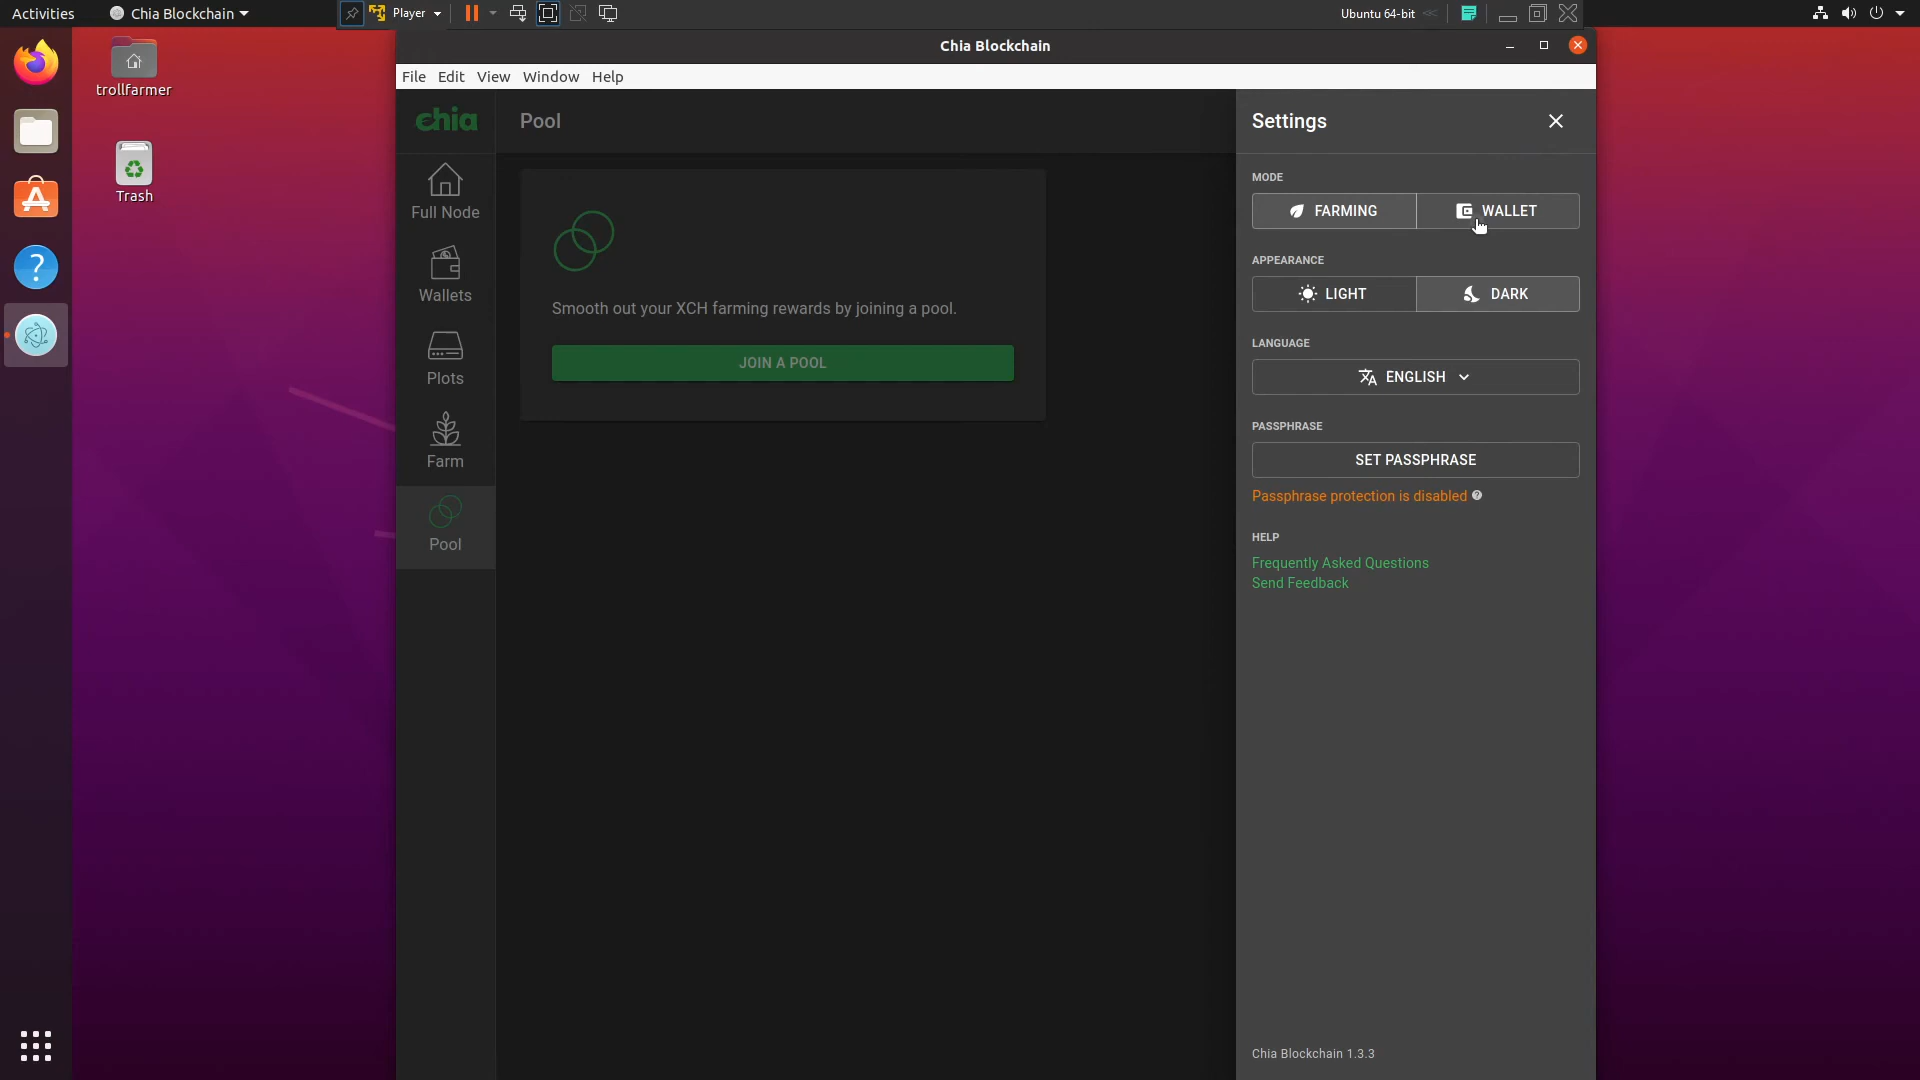 Activities
Chia Blockchain
Player
Ubuntu 64-bit
trollfarmer
Trash
Chia Blockchain
File Edit View Window Help
chia
Pool
Full Node
Wallets
Plots
Farm
Pool
Smooth out your XCH farming rewards by joining a pool.
JOIN A POOL
Settings
MODE
FARMING
WALLET
APPEARANCE
LIGHT
DARK
LANGUAGE
ENGLISH
PASSPHRASE
SET PASSPHRASE
Passphrase protection is disabled
HELP
Frequently Asked Questions
Send Feedback
Chia Blockchain 1.3.3